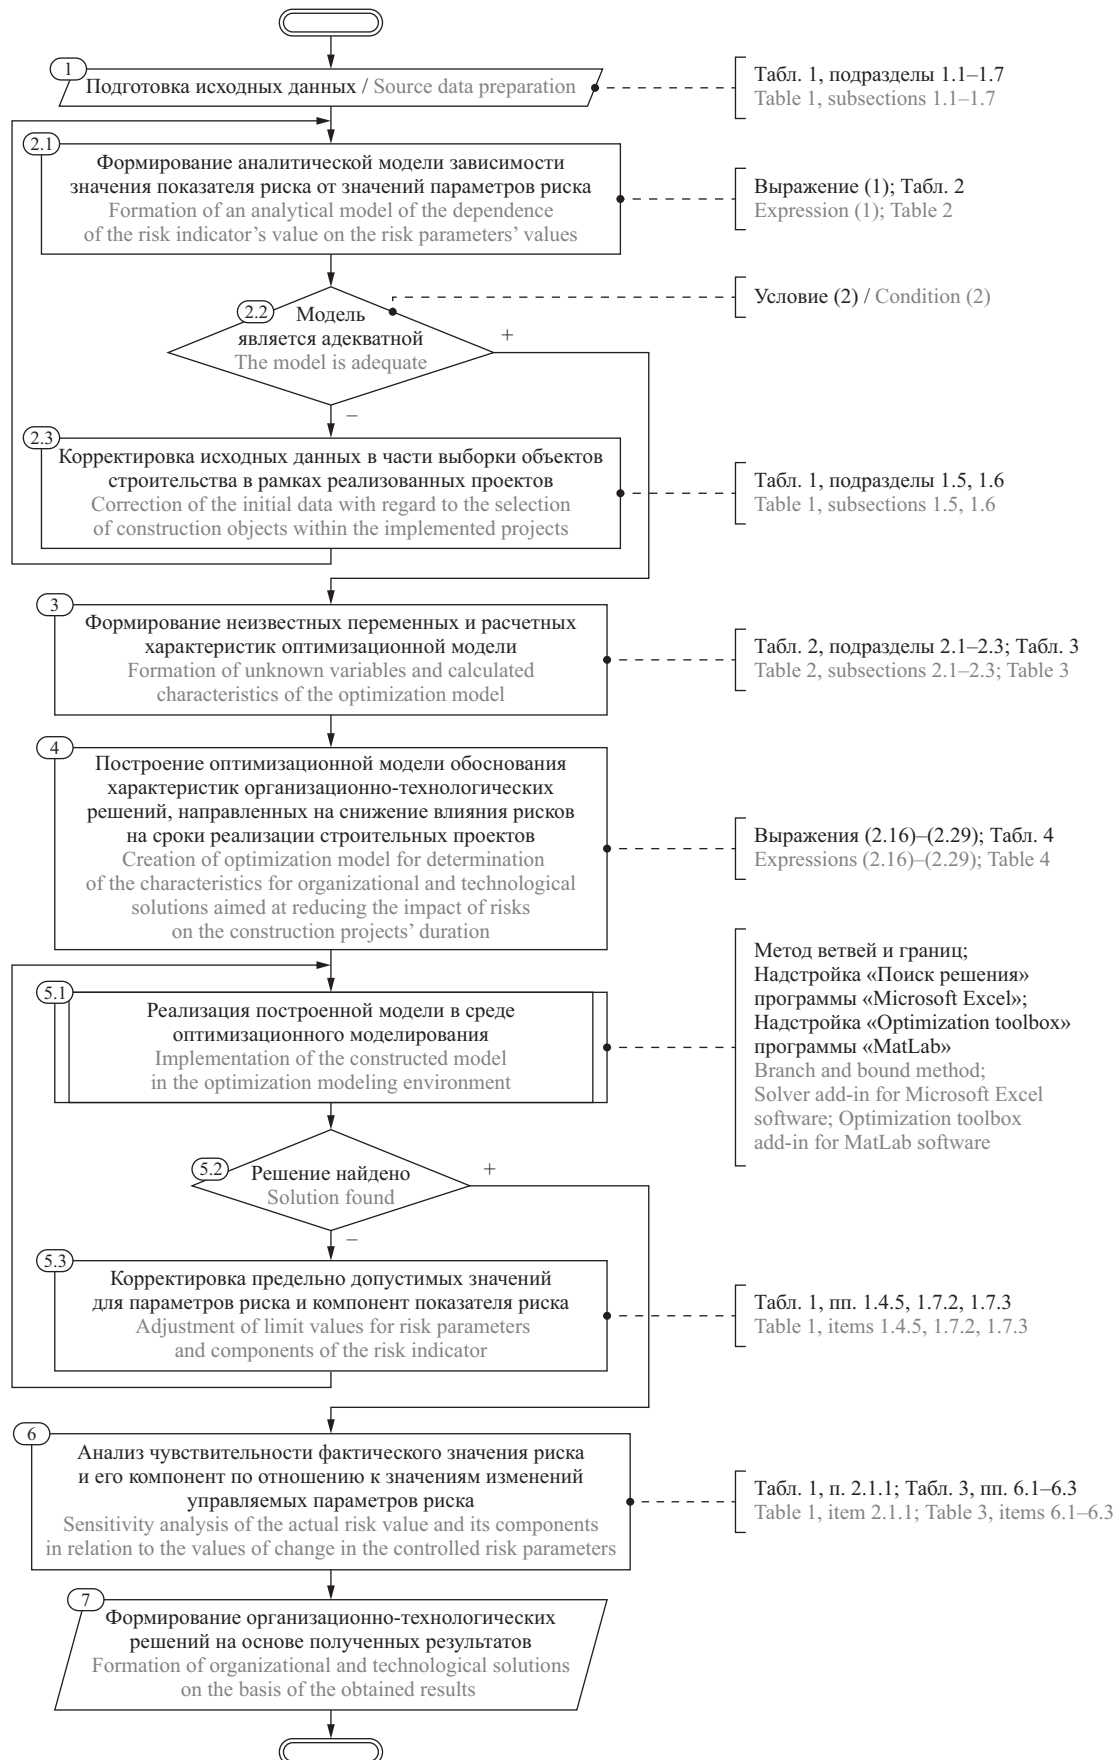 1
Подготовка исходных данных / Source data preparation
Табл. 1, подразделы 1.1–1.7
Table 1, subsections 1.1–1.7
2.1
Формирование аналитической модели зависимости
значения показателя риска от значений параметров риска
Formation of an analytical model of the dependence
of the risk indicator’s value on the risk parameters’ values
Выражение (1); Табл. 2
Expression (1); Table 2
2.2
Модель
является адекватной
The model is adequate
+
–
Условие (2) / Condition (2)
2.3
Корректировка исходных данных в части выборки объектов
строительства в рамках реализованных проектов
Correction of the initial data with regard to the selection
of construction objects within the implemented projects
Табл. 1, подразделы 1.5, 1.6
Table 1, subsections 1.5, 1.6
3
Формирование неизвестных переменных и расчетных
характеристик оптимизационной модели
Formation of unknown variables and calculated
characteristics of the optimization model
Табл. 2, подразделы 2.1–2.3; Табл. 3
Table 2, subsections 2.1–2.3; Table 3
4
Построение оптимизационной модели обоснования
характеристик организационно-технологических
решений, направленных на снижение влияния рисков
на сроки реализации строительных проектов
Creation of optimization model for determination
of the characteristics for organizational and technological
solutions aimed at reducing the impact of risks
on the construction projects’ duration
Выражения (2.16)–(2.29); Табл. 4
Expressions (2.16)–(2.29); Table 4
5.1
Реализация построенной модели в среде
оптимизационного моделирования
Implementation of the constructed model
in the optimization modeling environment
Метод ветвей и границ;
Надстройка «Поиск решения»
программы «Microsoft Excel»;
Надстройка «Optimization toolbox»
программы «MatLab»
Branch and bound method;
Solver add-in for Microsoft Excel
software; Optimization toolbox
add-in for MatLab software
5.2
Решение найдено
Solution found
+
–
5.3
Корректировка предельно допустимых значений
для параметров риска и компонент показателя риска
Adjustment of limit values for risk parameters
and components of the risk indicator
Табл. 1, пп. 1.4.5, 1.7.2, 1.7.3
Table 1, items 1.4.5, 1.7.2, 1.7.3
6
Анализ чувствительности фактического значения риска
и его компонент по отношению к значениям изменений
управляемых параметров риска
Sensitivity analysis of the actual risk value and its components
in relation to the values of change in the controlled risk parameters
Табл. 1, п. 2.1.1; Табл. 3, пп. 6.1–6.3
Table 1, item 2.1.1; Table 3, items 6.1–6.3
7
Формирование организационно-технологических
решений на основе полученных результатов
Formation of organizational and technological solutions
on the basis of the obtained results